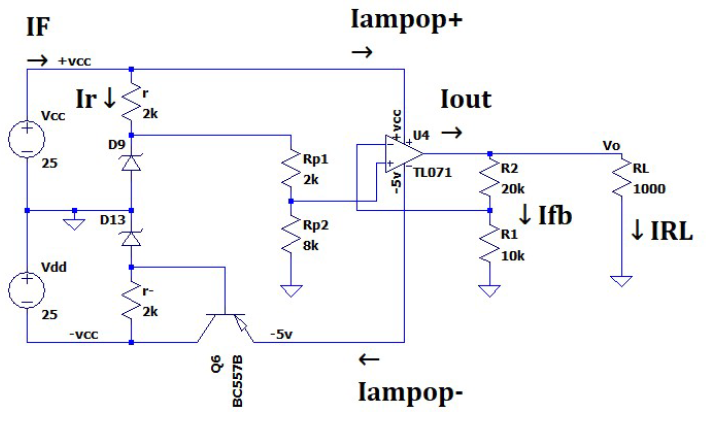 IF
Iampop+
→ +vcc →
Ir ↓ r
2k
Vcc
25
D9
Rp1
2k
+vcc
U4
TL071
-5v
Iout
→
Vo
R2
20k
RL
1000
↓ Ifb
↓ IRL
R1
10k
D13
Rp2
8k
Vdd
25
r-
2k
-vcc
-5v
Q6
BC557B
←
Iampop-